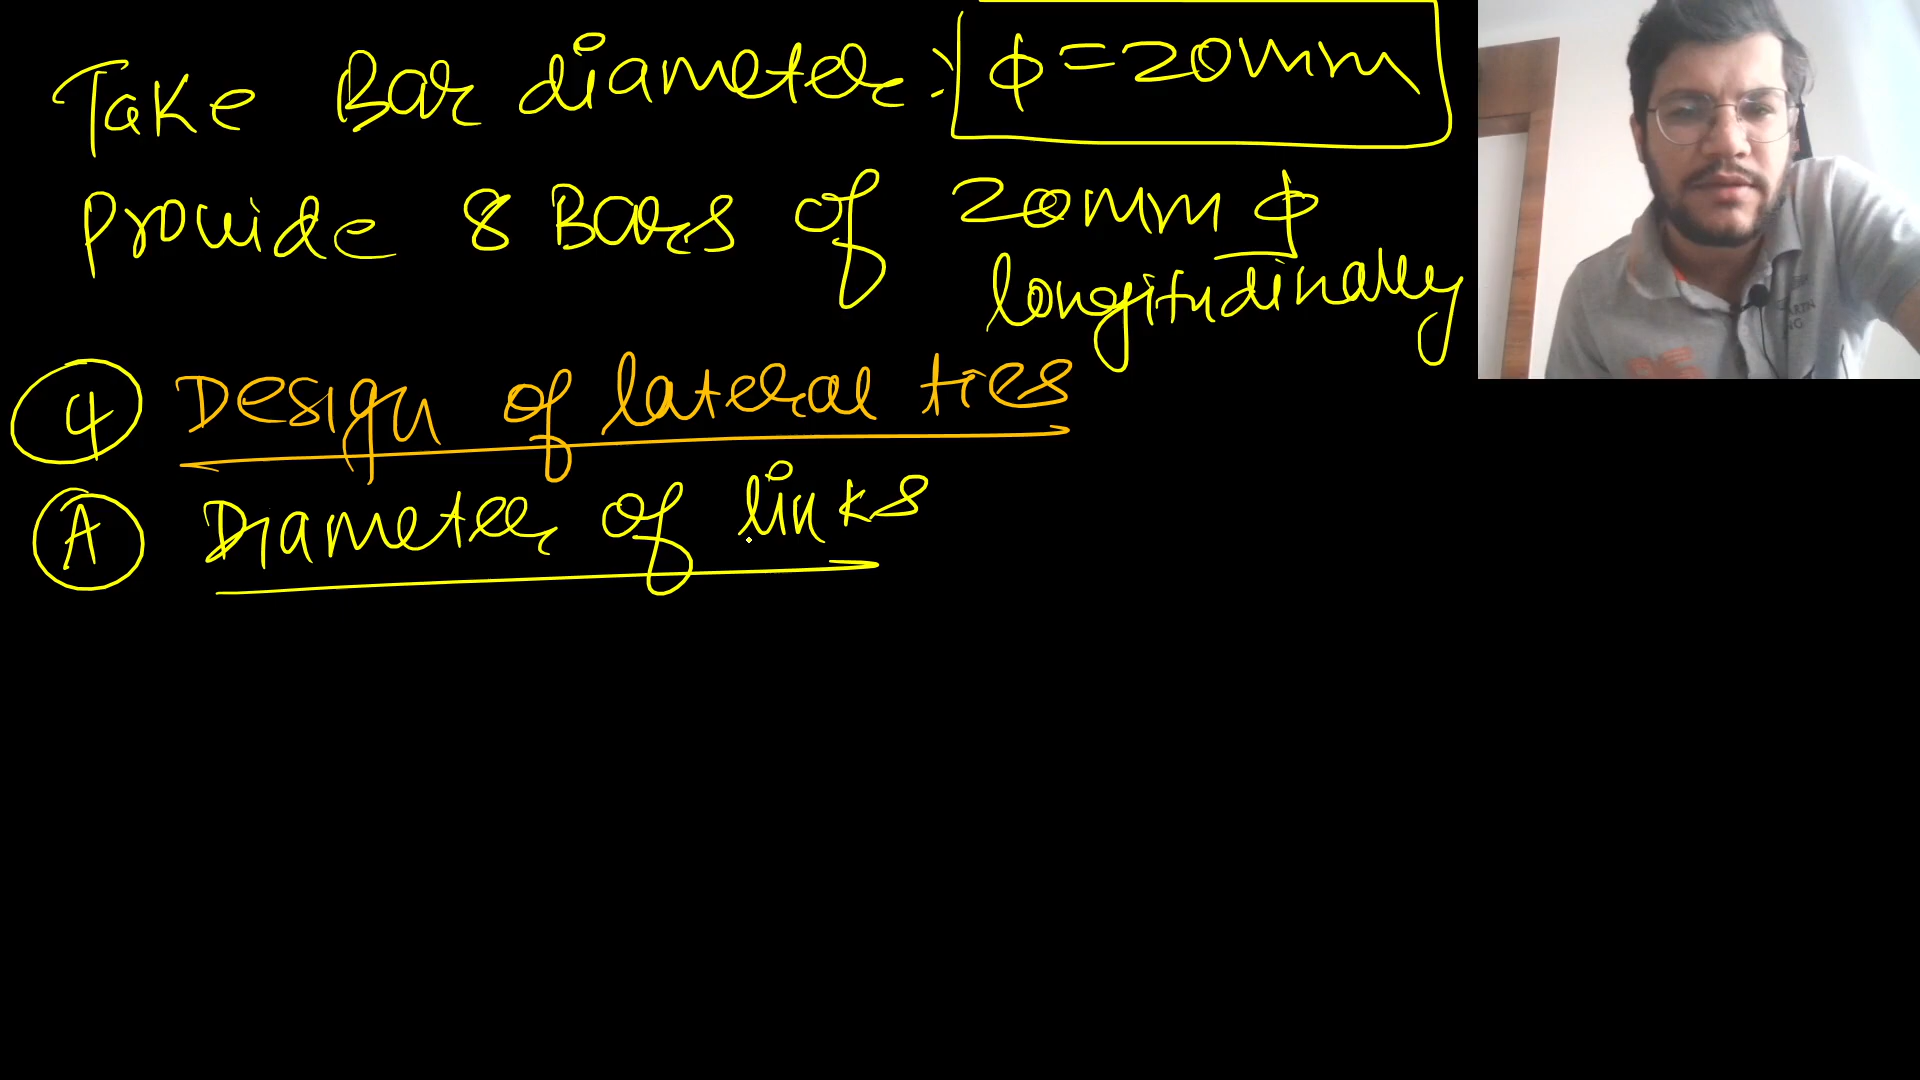 Take Bar diameter: φ = 20mm
Provide 8 Bars of 20mm φ
longitudinally
4 Design of lateral ties
A Diameter of links